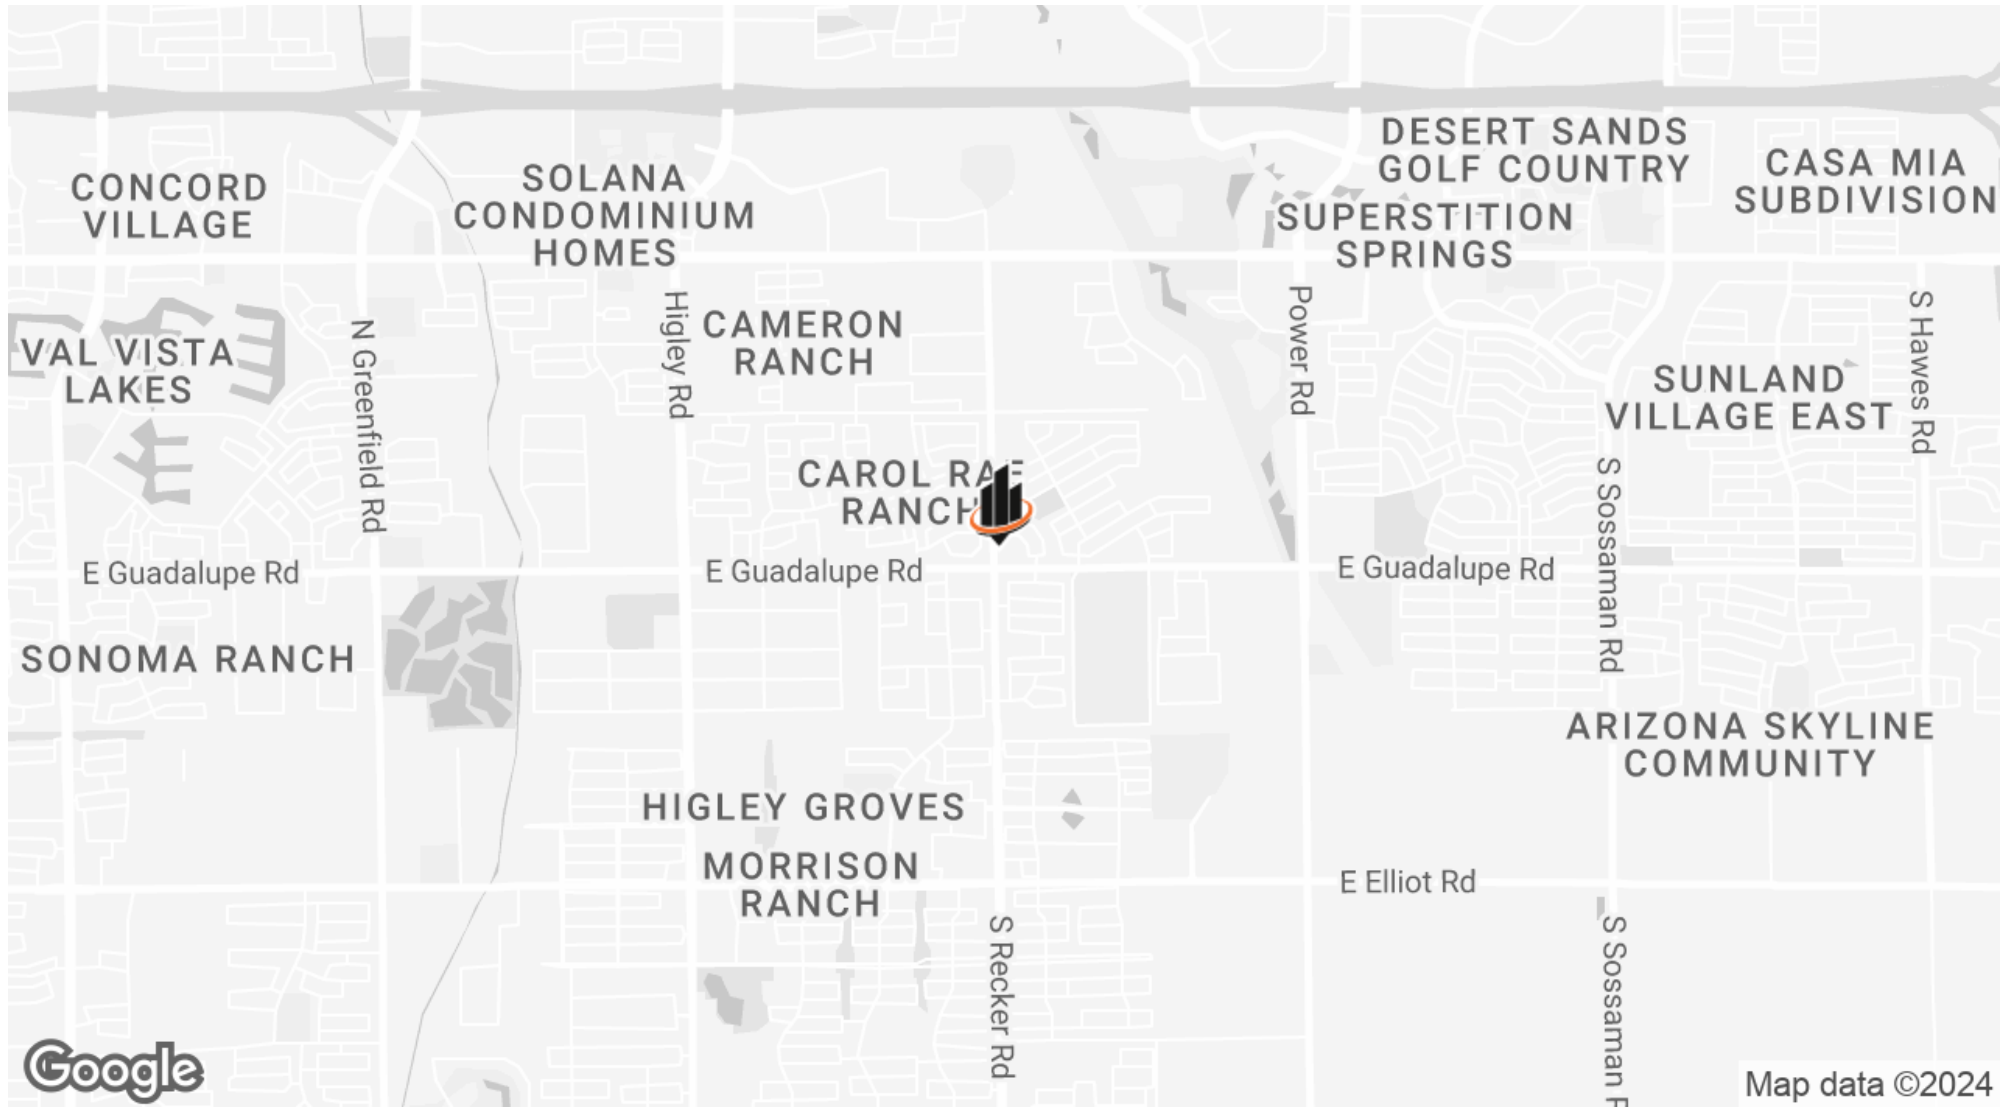 DESERT SANDS
GOLF COUNTRY
CASA MIA
SUBDIVISION
CONCORD
VILLAGE
SOLANA
CONDOMINIUM
HOMES
SUPERSTITION
SPRINGS
VAL VISTA
LAKES
N Greenfield Rd
Higley Rd
CAMERON
RANCH
Power Rd
SUNLAND
VILLAGE EAST
S Hawes Rd
CAROL RAE
RANCH
S Sossaman Rd
E Guadalupe Rd
E Guadalupe Rd
E Guadalupe Rd
SONOMA RANCH
ARIZONA SKYLINE
COMMUNITY
HIGLEY GROVES
MORRISON
RANCH
E Elliot Rd
S Recker Rd
S Sossaman R
Google
Map data ©2024